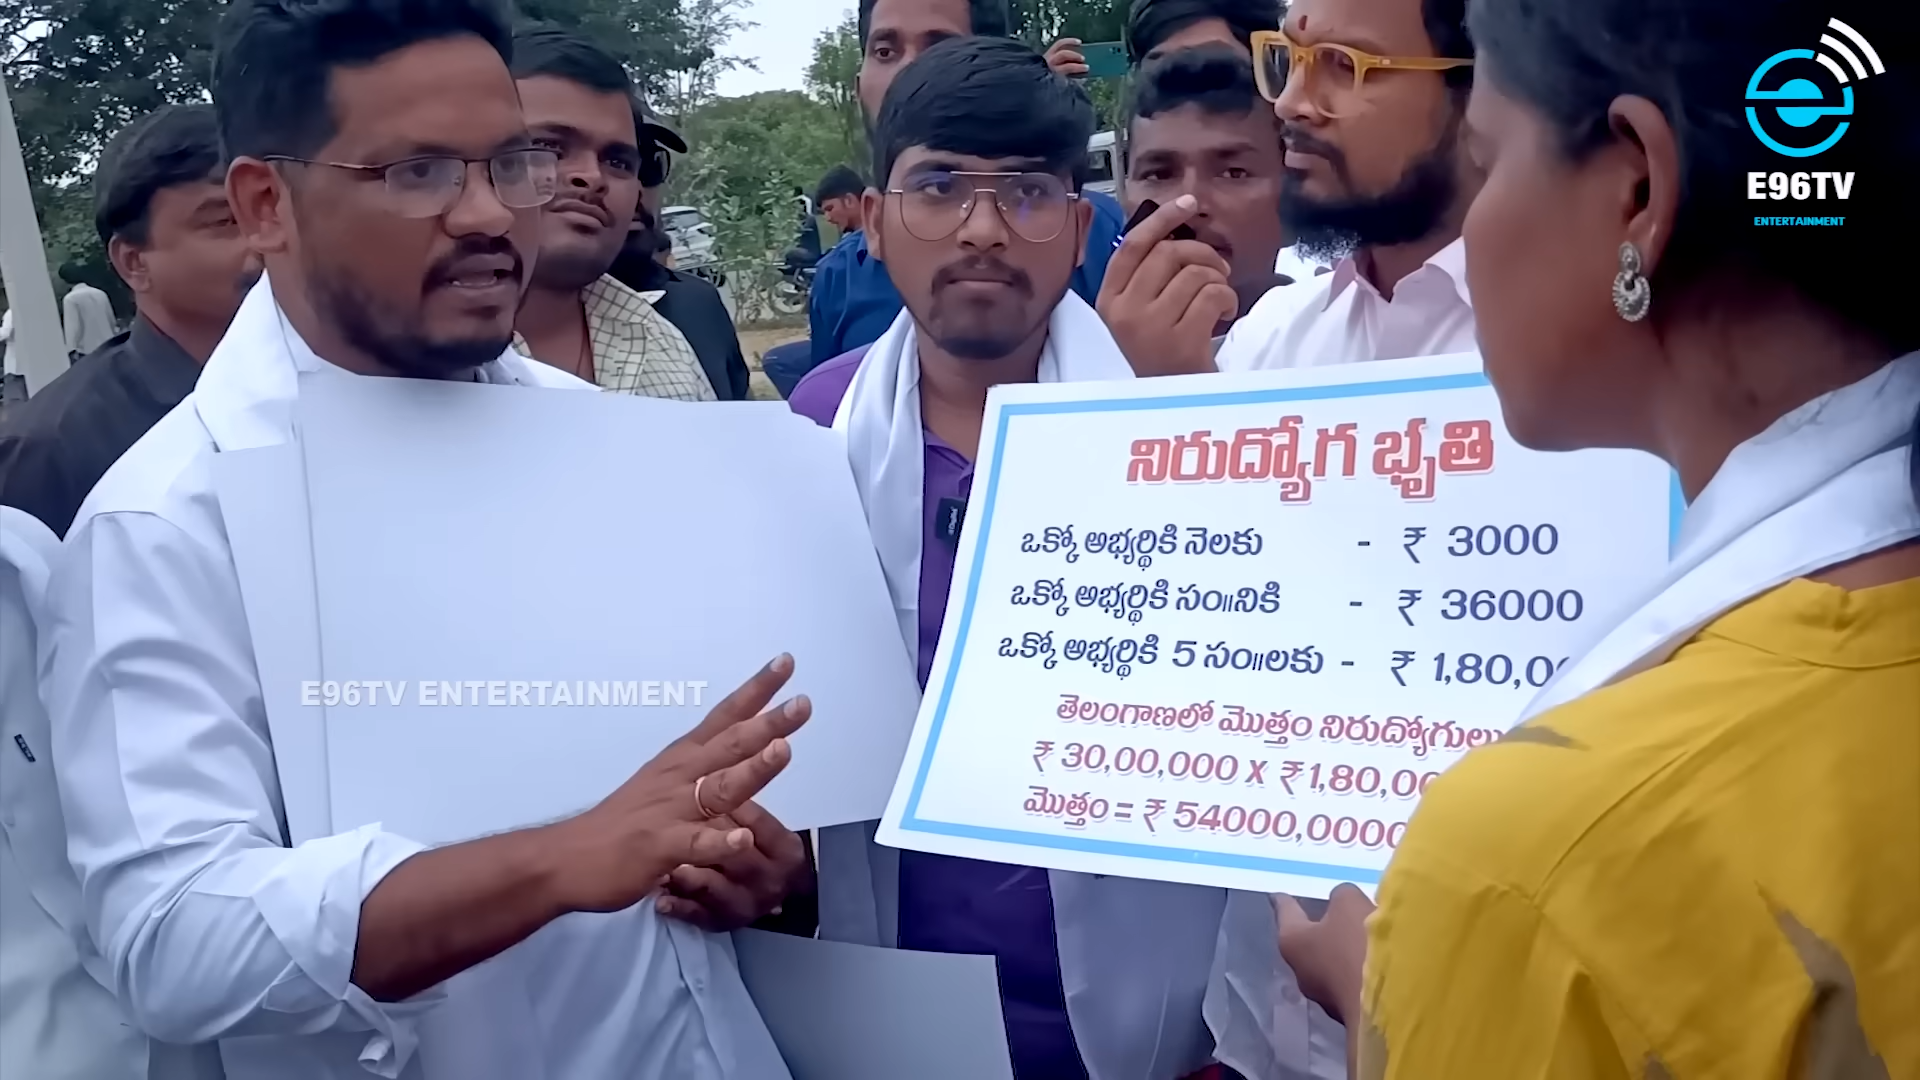 E96TV
ENTERTAINMENT
నిరుద్యోగ భృతి
ఒక్కో అభ్యర్థికి నెలకు - ₹ 3000
ఒక్కో అభ్యర్థికి సం॥నికి - ₹ 36000
ఒక్కో అభ్యర్థికి 5 సం॥లకు - ₹ 1,80,0
తెలంగాణలో మొత్తం నిరుద్యోగులు
₹ 30,00,000 X ₹1,80,00
మొత్తం = ₹ 54000,0000
E96TV ENTERTAINMENT